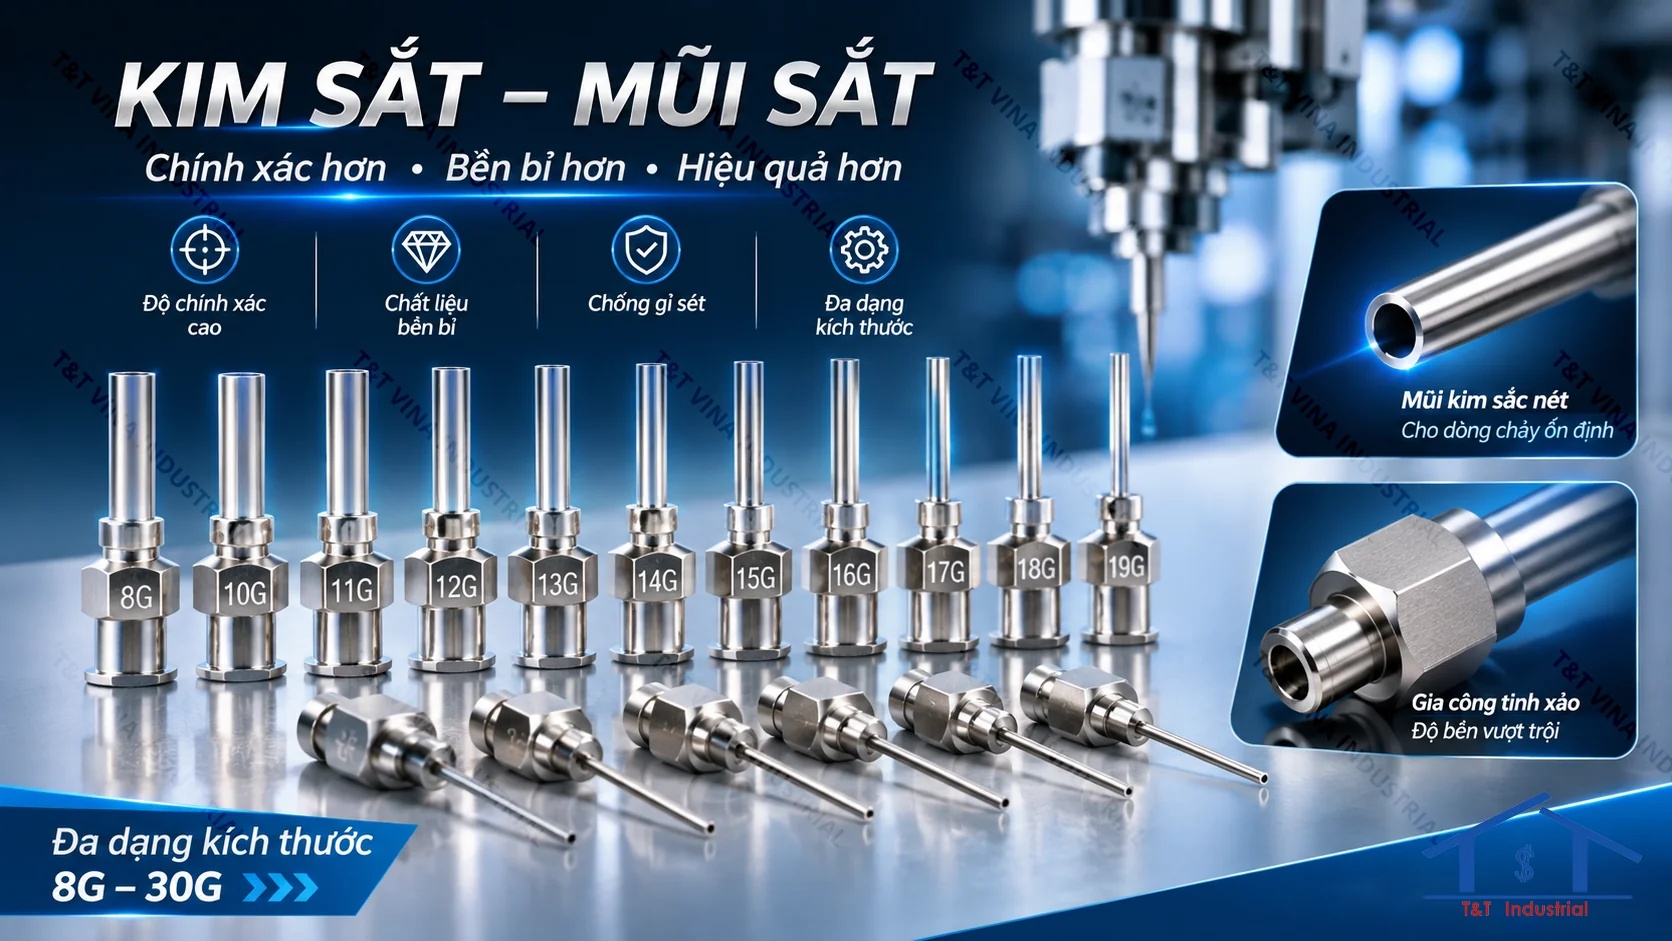 KIM SẮT – MŨI SẮT
Chính xác hơn • Bền bỉ hơn • Hiệu quả hơn
Độ chính xác
cao
Chất liệu
bền bỉ
Chống gỉ sét
Đa dạng
kích thước
Mũi kim sắc nét
Cho dòng chảy ổn định
8G
10G
11G
12G
13G
14G
15G
16G
17G
18G
19G
Gia công tinh xảo
Độ bền vượt trội
Đa dạng kích thước
8G – 30G
T&T Industrial
T&T VINA INDUSTRIAL